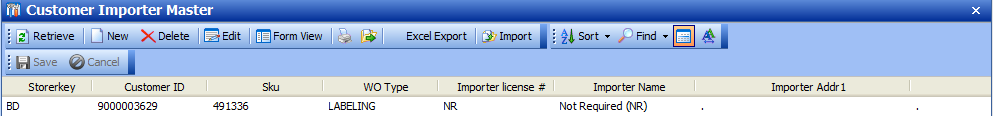 Customer Importer Master ×
Retrieve New Delete Edit Form View Excel Export Import Sort Find
Save Cancel
Storerkey Customer ID Sku WO Type Importer license # Importer Name Importer Addr1
BD 9000003629 491336 LABELING NR Not Required (NR) . .